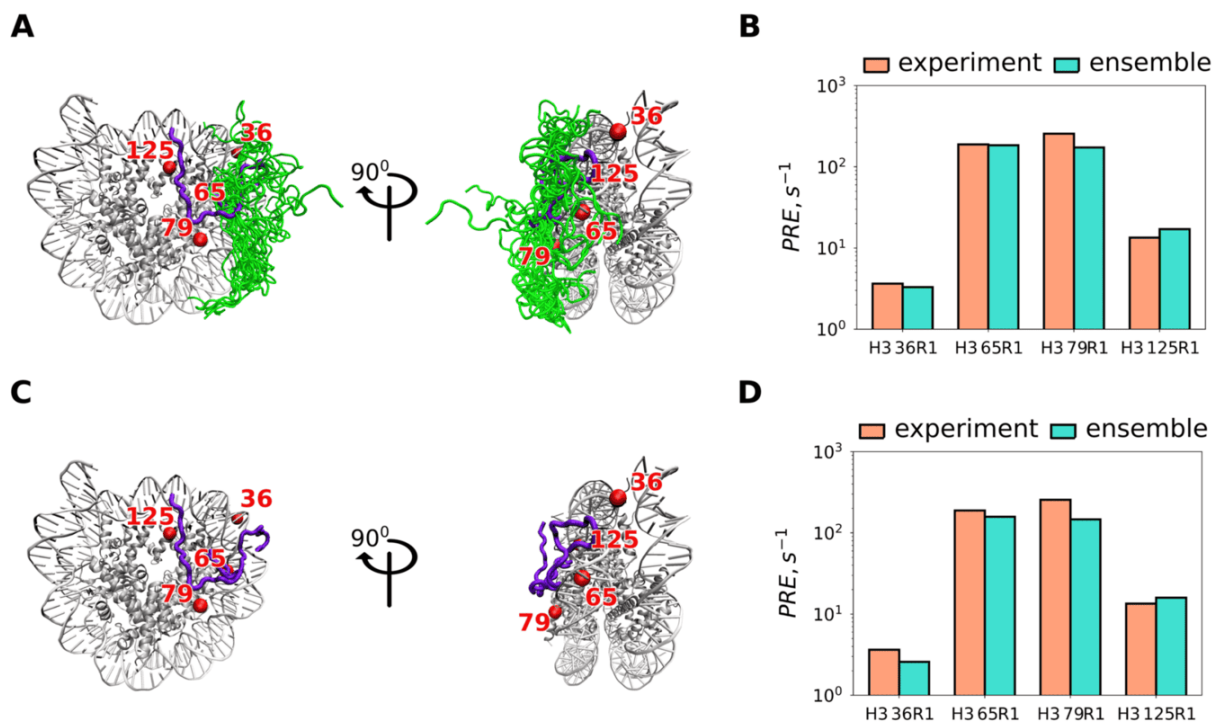 A
125
36
65
79
90⁰
36
125
65
79
B
experiment ensemble
PRE, s⁻¹
10³
10²
10¹
10⁰
H3 36R1 H3 65R1 H3 79R1 H3 125R1
C
125
36
65
79
90⁰
36
125
65
79
D
experiment ensemble
PRE, s⁻¹
10³
10²
10¹
10⁰
H3 36R1 H3 65R1 H3 79R1 H3 125R1